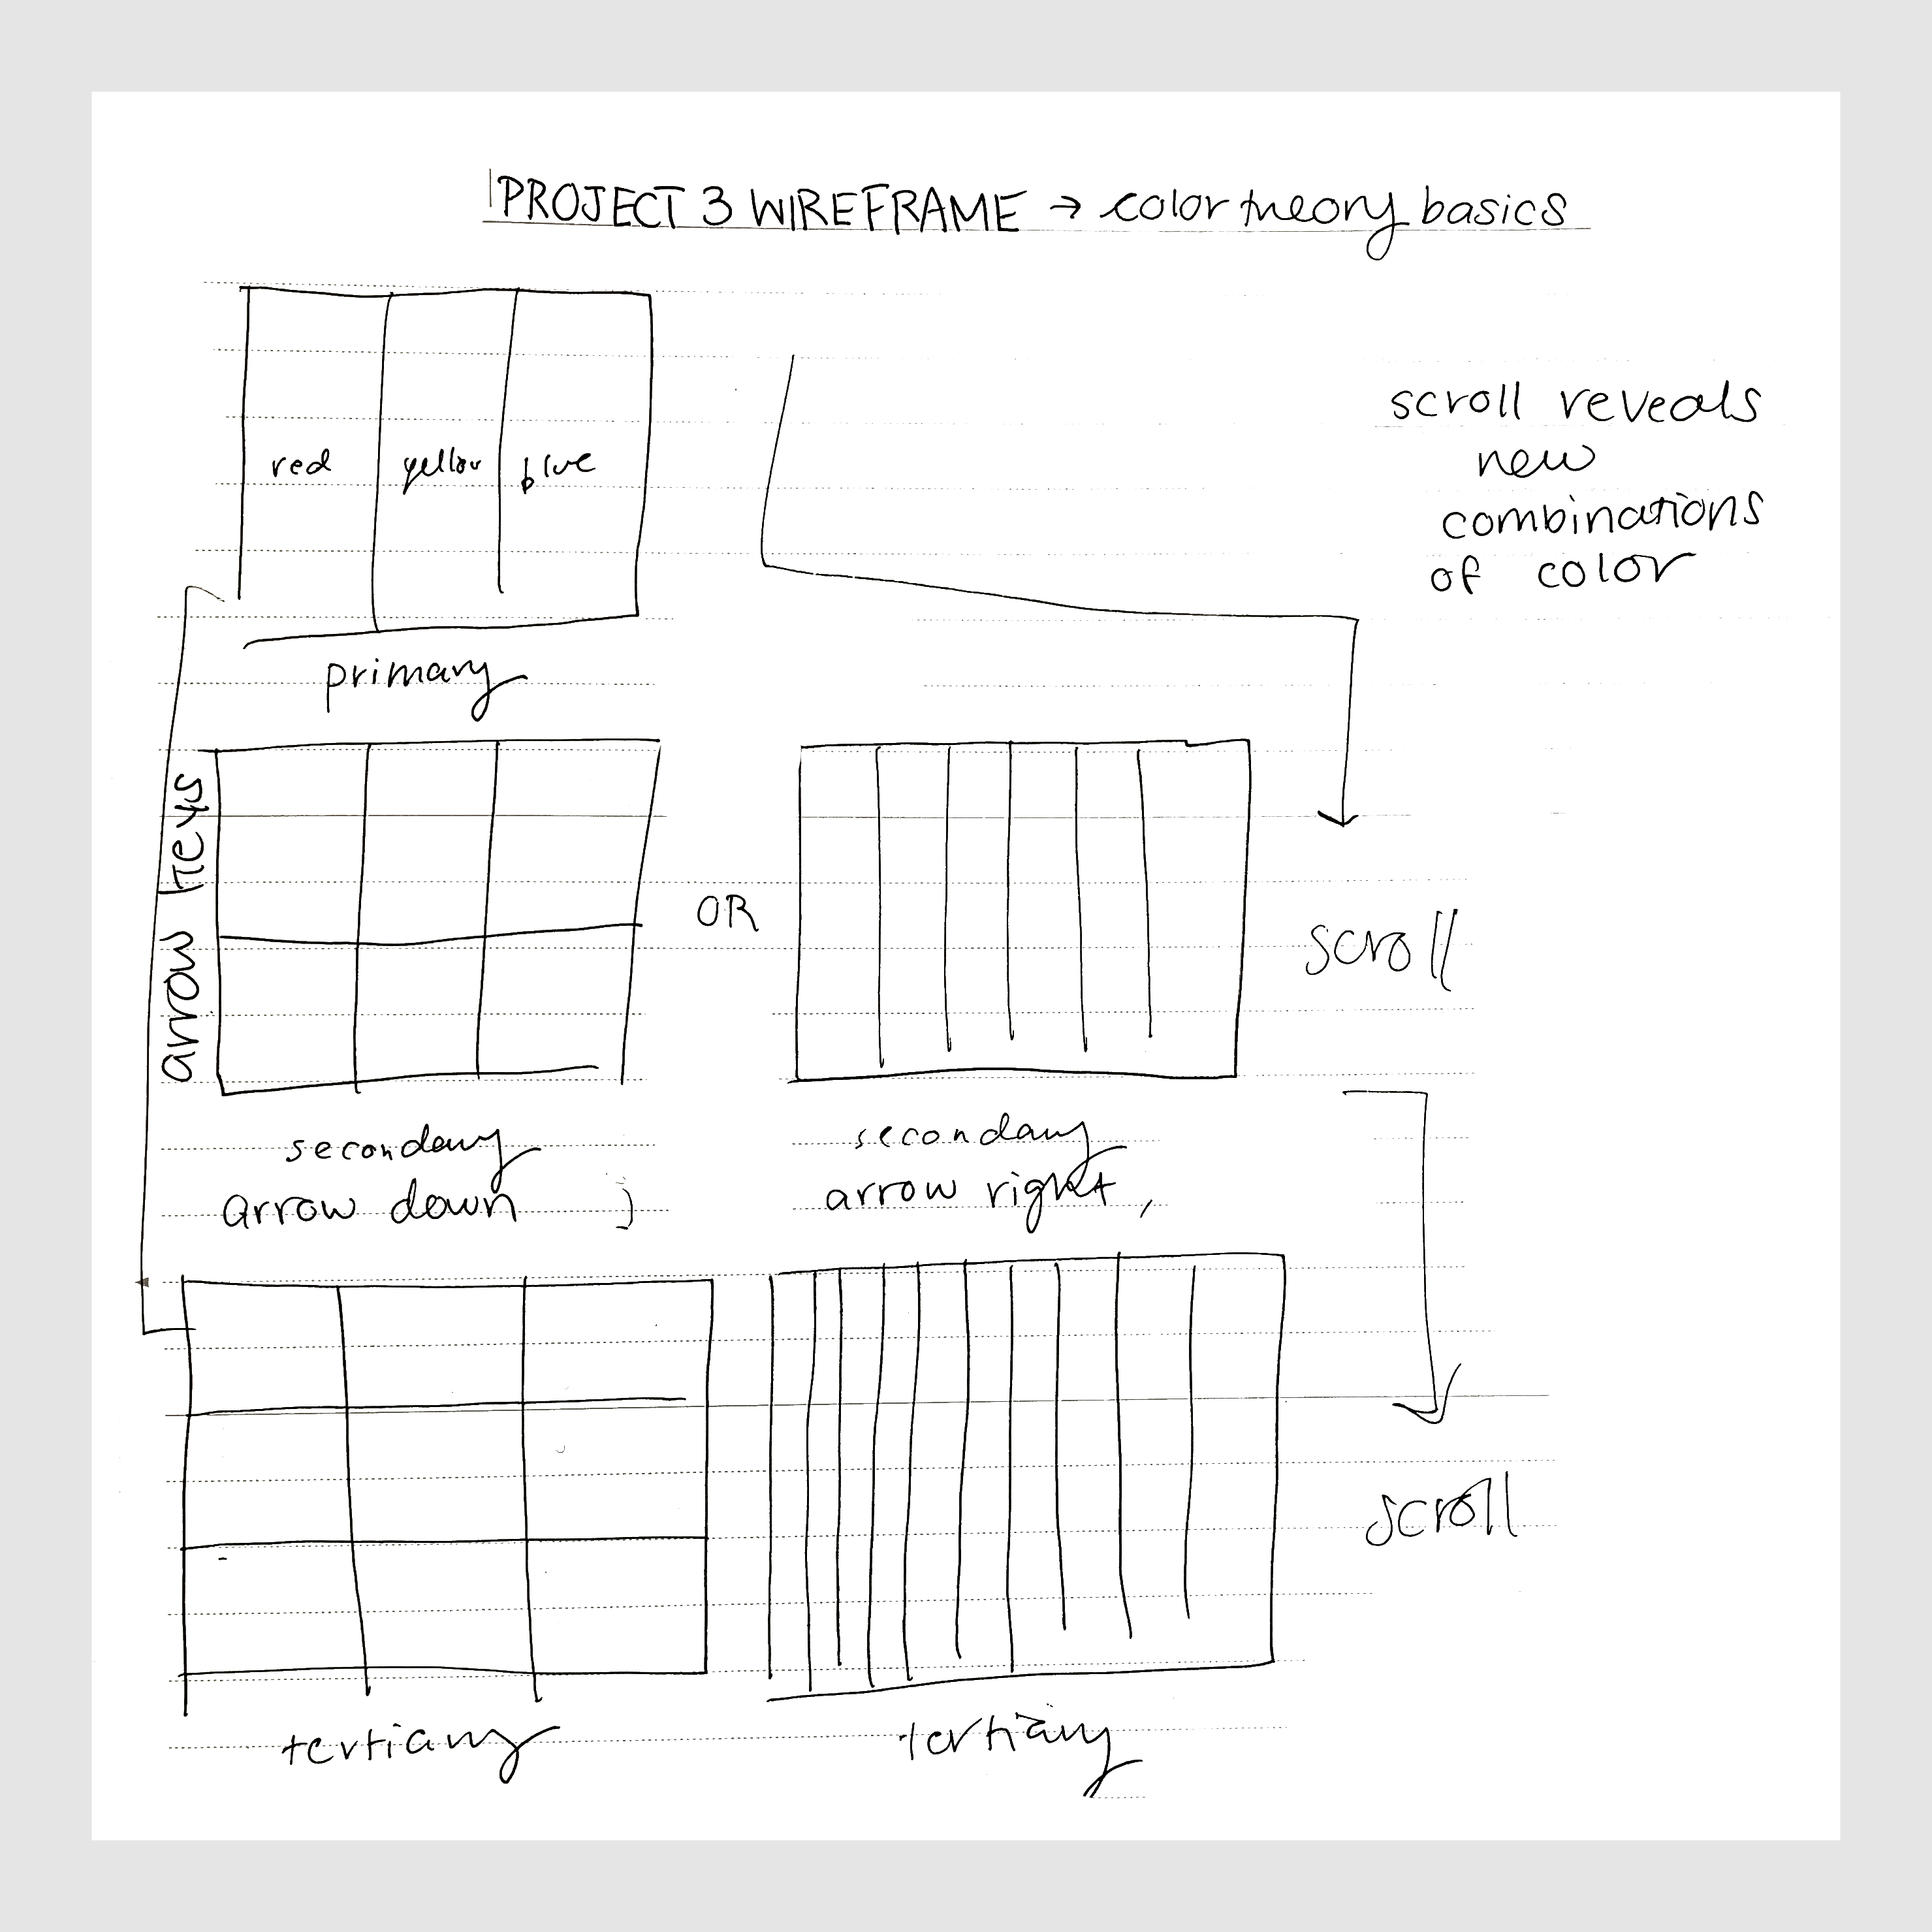 PROJECT 3 WIREFRAME → color theory basics
red yellow blue
scroll reveals
new
combinations
of color
primary
arrow keys
OR
scroll
secondary
arrow down
secondary
arrow right,
scroll
tertiary
tertiary